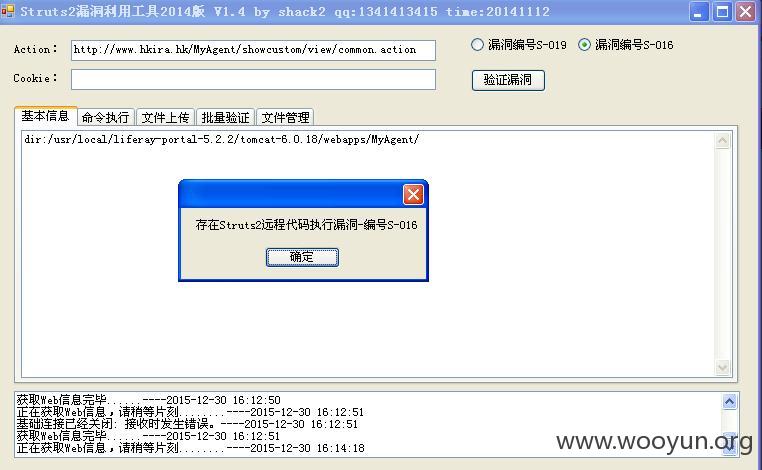 Struts2漏洞利用工具2014版 V1.4 by shack2 qq:1341413415 time:20141112
Action： http://www.hkira.hk/MyAgent/showcustom/view/common.action 漏洞编号S-019 漏洞编号S-016
Cookie： 验证漏洞
基本信息 命令执行 文件上传 批量验证 文件管理
dir:/usr/local/liferay-portal-5.2.2/tomcat-6.0.18/webapps/MyAgent/
存在Struts2远程代码执行漏洞-编号S-016
确定
获取Web信息完毕......----2015-12-30 16:12:50
正在获取Web信息，请稍等片刻........----2015-12-30 16:12:51
基础连接已经关闭: 接收时发生错误。----2015-12-30 16:12:51
获取Web信息完毕......----2015-12-30 16:12:51
正在获取Web信息，请稍等片刻........----2015-12-30 16:14:18
www.wooyun.org